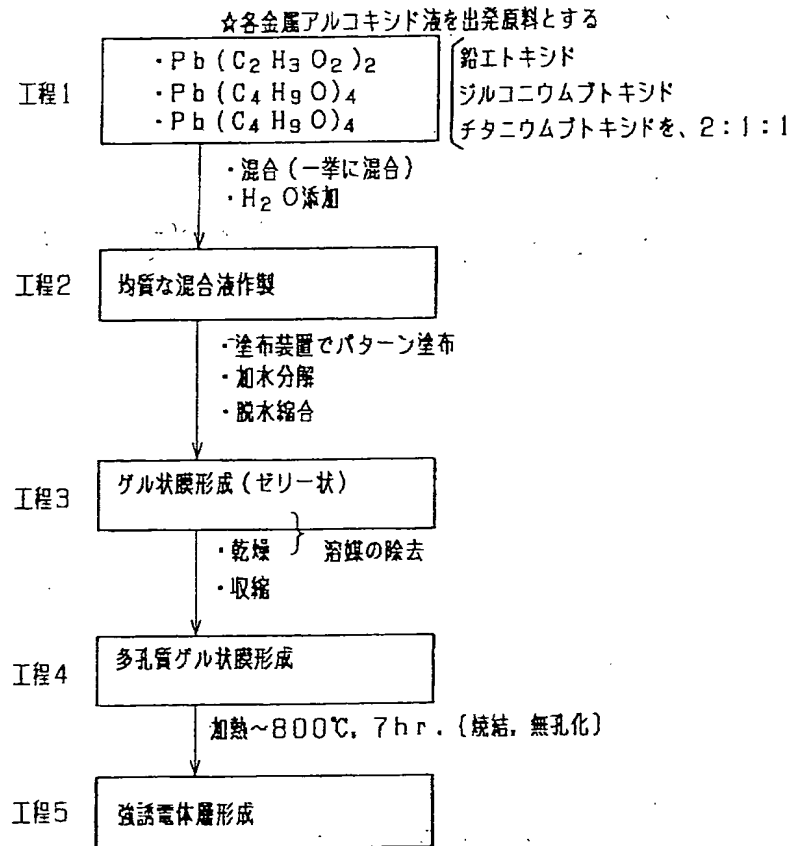 ☆各金属アルコキシド液を出発原料とする
工程1
・Pb(C2H3O2)2
・Pb(C4H9O)4
・Pb(C4H9O)4
鉛エトキシド
ジルコニウムブトキシド
チタニウムブトキシドを、2:1:1
・混合(一挙に混合)
・H2O添加
工程2
均質な混合液作製
・塗布装置でパターン塗布
・加水分解
・脱水縮合
工程3
ゲル状膜形成(ゼリー状)
・乾燥 } 溶媒の除去
・収縮
工程4
多孔質ゲル状膜形成
加熱~800℃, 7hr. {焼結, 無孔化}
工程5
強誘電体層形成